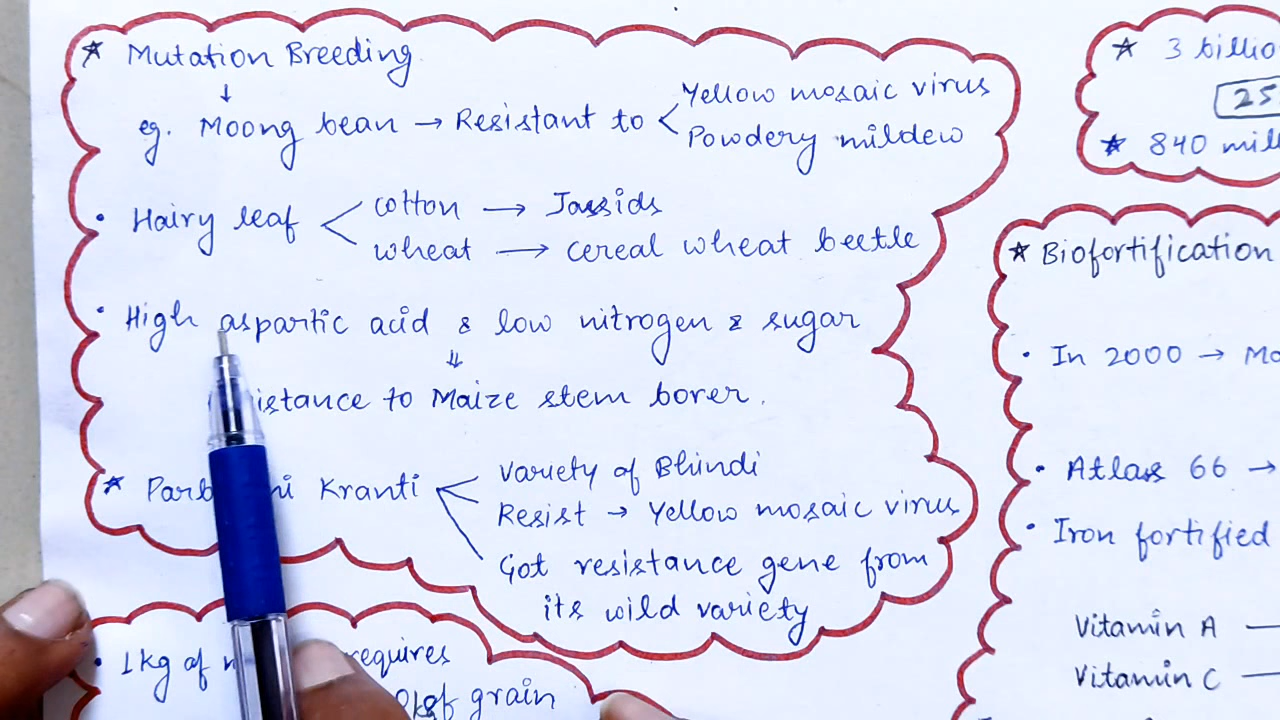 * Mutation Breeding
↓
eg. Moong bean → Resistant to < Yellow mosaic virus
Powdery mildew
• Hairy leaf < cotton → Jassids
wheat → cereal wheat beetle
• High aspartic acid & low nitrogen & sugar
⇓
istance to Maize stem borer.
* Parb ni Kranti
Variety of Bhindi
Resist → Yellow mosaic virus
Got resistance gene from
its wild variety
• 1kg of requires
of grain
* 3 billio
25
* 840 mill
* Biofortification
• In 2000 → Ma
• Atlas 66 →
• Iron fortified
Vitamin A —
Vitamin C —